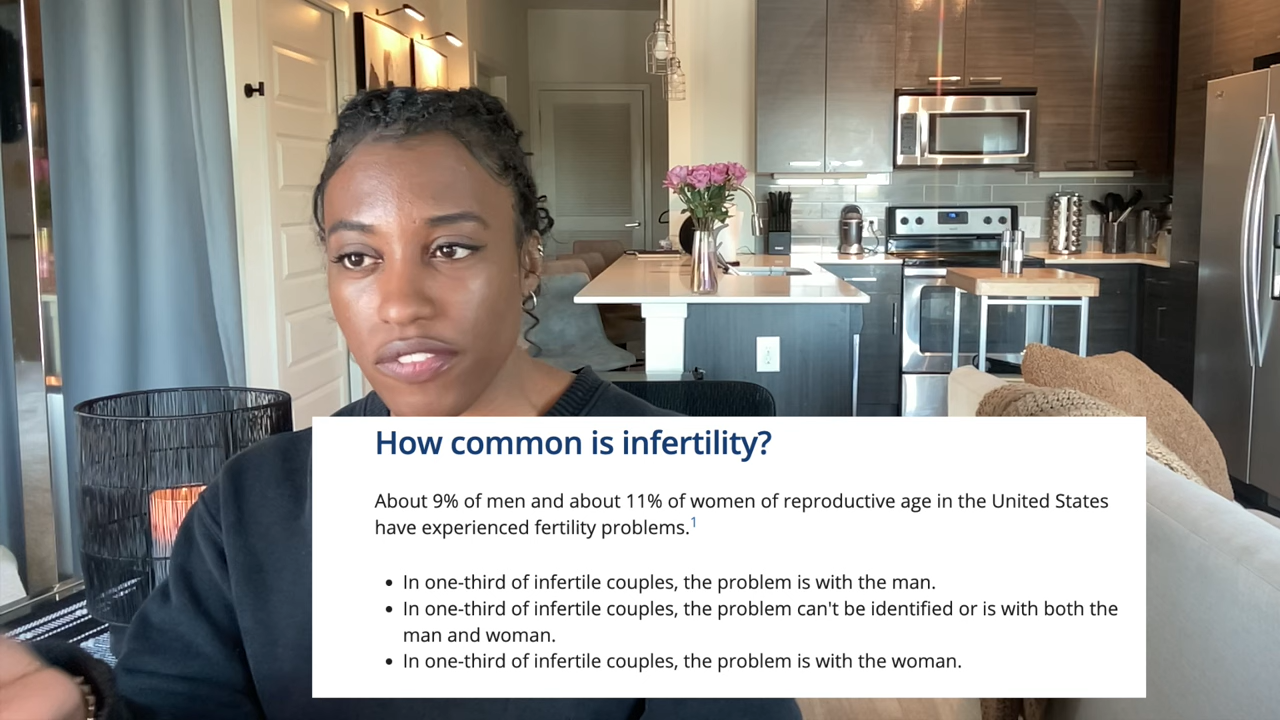 How common is infertility?
About 9% of men and about 11% of women of reproductive age in the United States
have experienced fertility problems.1
• In one-third of infertile couples, the problem is with the man.
• In one-third of infertile couples, the problem can't be identified or is with both the
man and woman.
• In one-third of infertile couples, the problem is with the woman.